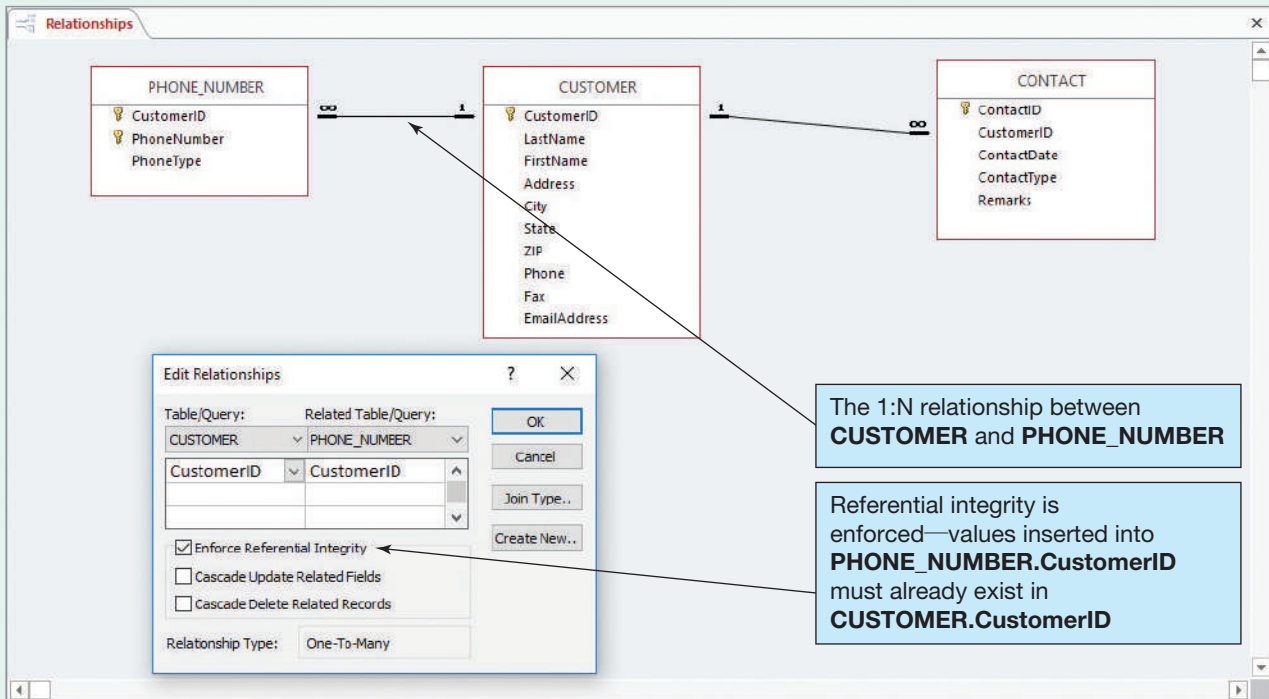 Relationships
PHONE_NUMBER
CustomerID
PhoneNumber
PhoneType
∞ 1
CUSTOMER
CustomerID
LastName
FirstName
Address
City
State
ZIP
Phone
Fax
EmailAddress
1 ∞
CONTACT
ContactID
CustomerID
ContactDate
ContactType
Remarks
Edit Relationships ? ×
Table/Query: Related Table/Query:
CUSTOMER PHONE_NUMBER
CustomerID CustomerID
Enforce Referential Integrity
Cascade Update Related Fields
Cascade Delete Related Records
Relationship Type: One-To-Many
OK
Cancel
Join Type..
Create New..
The 1:N relationship between
CUSTOMER and PHONE_NUMBER
Referential integrity is
enforced—values inserted into
PHONE_NUMBER.CustomerID
must already exist in
CUSTOMER.CustomerID